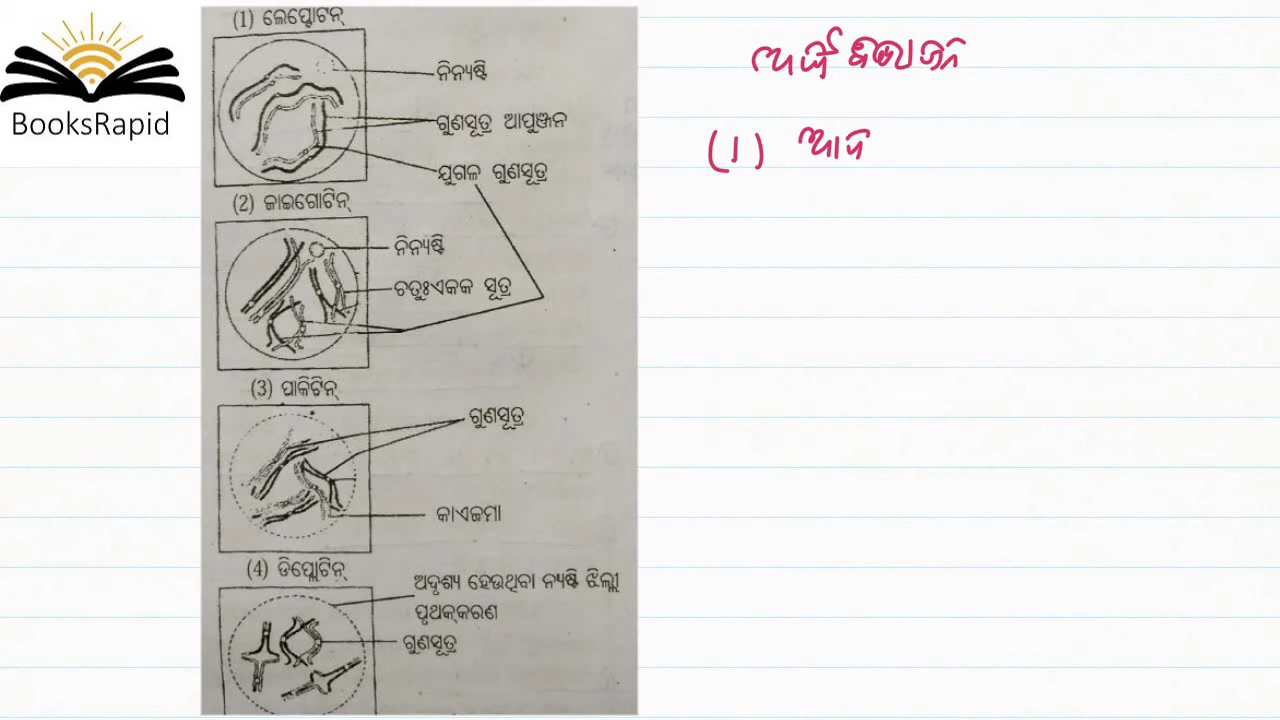 BooksRapid
(1) ଲେପ୍ଟୋଟିନ୍
ନିନ୍ୟଷ୍ଟି
ଗୁଣସୂତ୍ର ଆପୁଞ୍ଜନ
ଯୁଗଳ ଗୁଣସୂତ୍ର
(2) ଜାଇଗୋଟିନ୍
ନିନ୍ୟଷ୍ଟି
ଚତୁଃଏକକ ସୂତ୍ର
(3) ପାକିଟିନ୍
ଗୁଣସୂତ୍ର
କାଏଜମା
(4) ଡିପ୍ଲୋଟିନ୍
ଅଦୃଶ୍ୟ ହେଉଥିବା ନ୍ୟଷ୍ଟି ଝିଲ୍ଲୀ
ପୃଥକ୍‌କରଣ
ଗୁଣସୂତ୍ର
ଅର୍ଦ୍ଧ ବିଭାଜନ
(1) ଆଦ